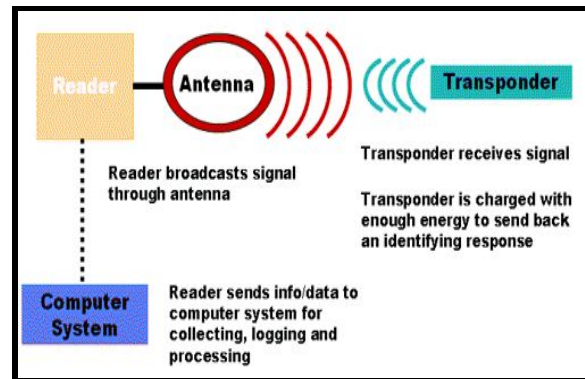 Reader
Antenna
Transponder
Reader broadcasts signal
through antenna
Transponder receives signal
Transponder is charged with
enough energy to send back
an identifying response
Computer
System
Reader sends info/data to
computer system for
collecting, logging and
processing